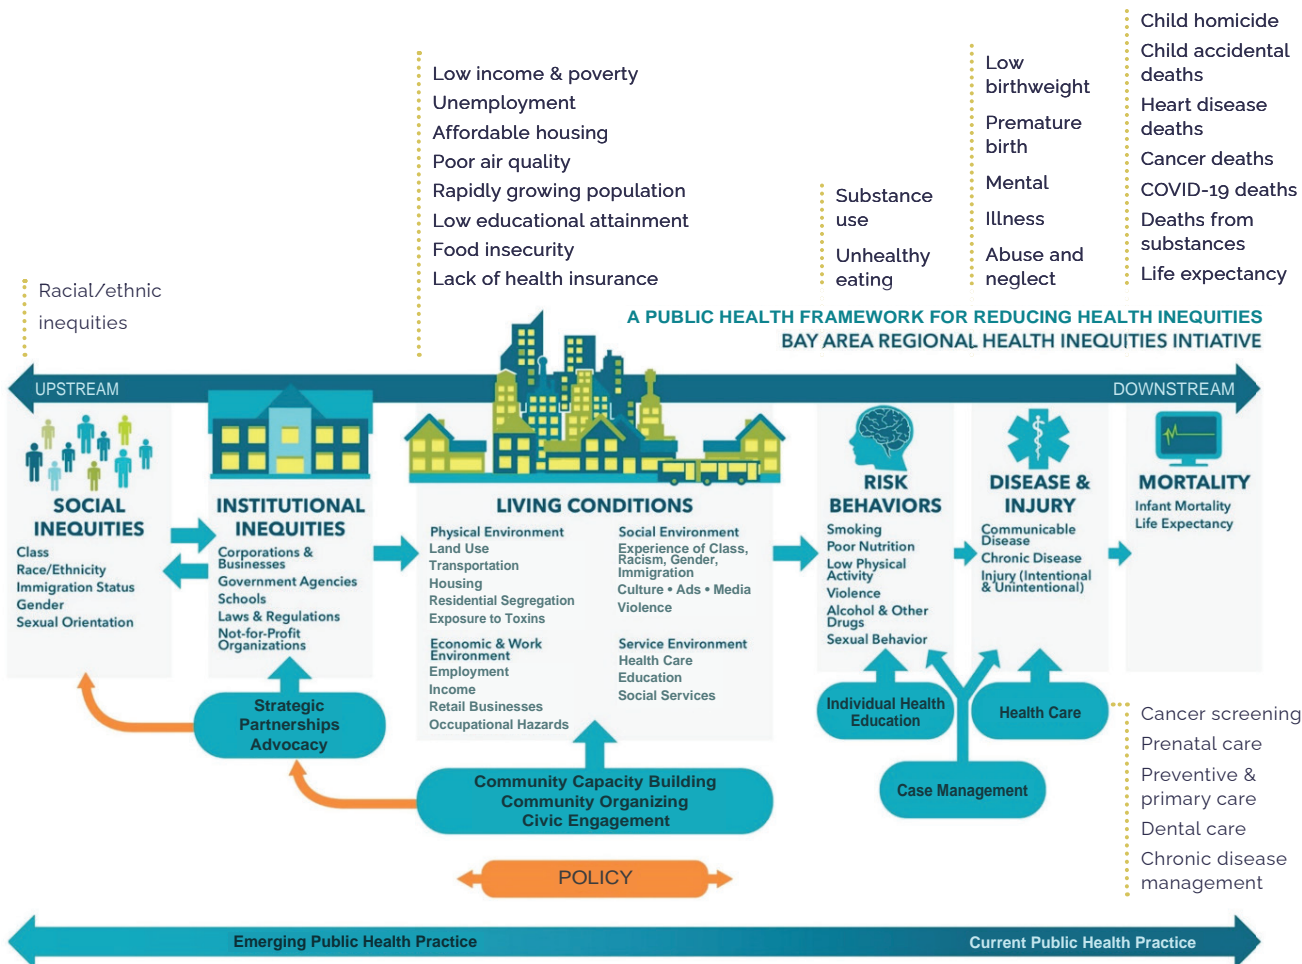 Child homicide
Child accidental
deaths
Heart disease
deaths
Cancer deaths
COVID-19 deaths
Deaths from
substances
Life expectancy
Low
birthweight
Premature
birth
Mental
Illness
Abuse and
neglect
Substance
use
Unhealthy
eating
Low income & poverty
Unemployment
Affordable housing
Poor air quality
Rapidly growing population
Low educational attainment
Food insecurity
Lack of health insurance
Racial/ethnic
inequities
A PUBLIC HEALTH FRAMEWORK FOR REDUCING HEALTH INEQUITIES
BAY AREA REGIONAL HEALTH INEQUITIES INTIATIVE
UPSTREAM
DOWNSTREAM
SOCIAL
INEQUITIES
Class
Race/Ethnicity
Immigration Status
Gender
Sexual Orientation
INSTITUTIONAL
INEQUITIES
Corporations &
Businesses
Government Agencies
Schools
Laws & Regulations
Not-for-Profit
Organizations
LIVING CONDITIONS
Physical Environment
Land Use
Transportation
Housing
Residential Segregation
Exposure to Toxins
Economic & Work
Environment
Employment
Income
Retail Businesses
Occupational Hazards
Social Environment
Experience of Class,
Racism, Gender,
Immigration
Culture • Ads • Media
Violence
Service Environment
Health Care
Education
Social Services
RISK
BEHAVIORS
Smoking
Poor Nutrition
Low Physical
Activity
Violence
Alcohol & Other
Drugs
Sexual Behavior
DISEASE &
INJURY
Communicable
Disease
Chronic Disease
Injury (Intentional
& Unintentional)
MORTALITY
Infant Mortality
Life Expectancy
Strategic
Partnerships
Advocacy
Community Capacity Building
Community Organizing
Civic Engagement
Individual Health
Education
Health Care
Case Management
Cancer screening
Prenatal care
Preventive &
primary care
Dental care
Chronic disease
management
POLICY
Emerging Public Health Practice
Current Public Health Practice